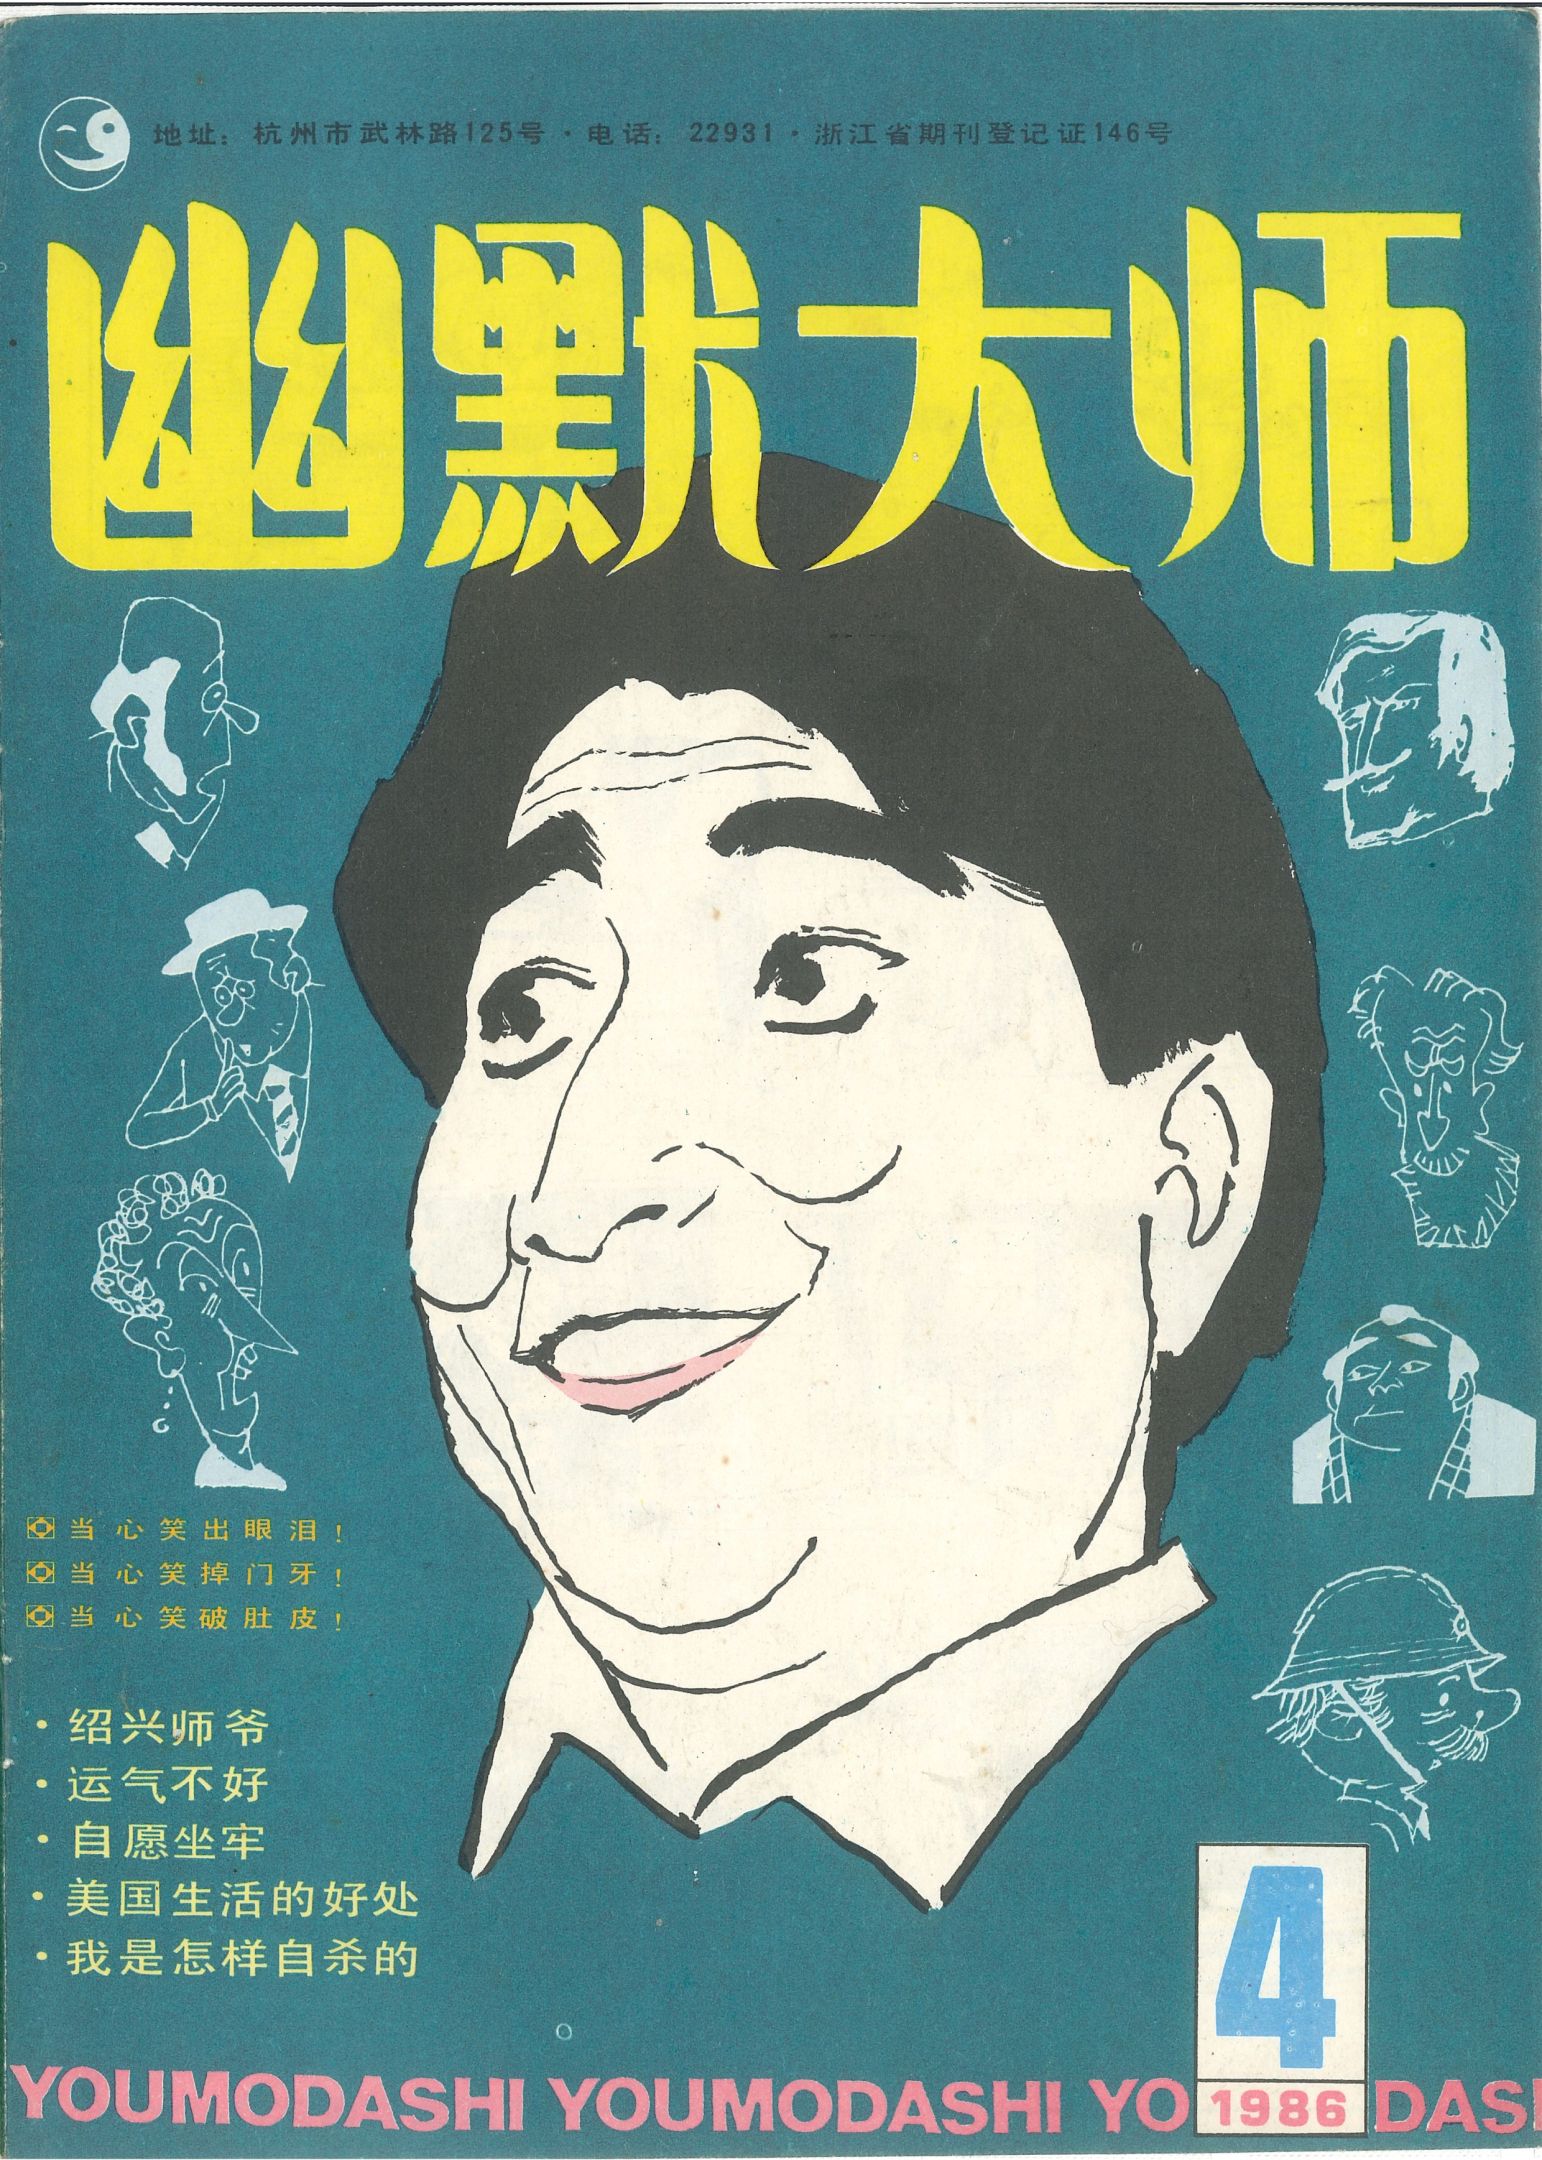 地址：杭州市武林路125号·电话：22931·浙江省期刊登记证146号
幽默大师
当心笑出眼泪！
当心笑掉门牙！
当心笑破肚皮！
·绍兴师爷
·运气不好
·自愿坐牢
·美国生活的好处
·我是怎样自杀的
4
1986
YOUMODASHI YOUMODASHI YO DASI